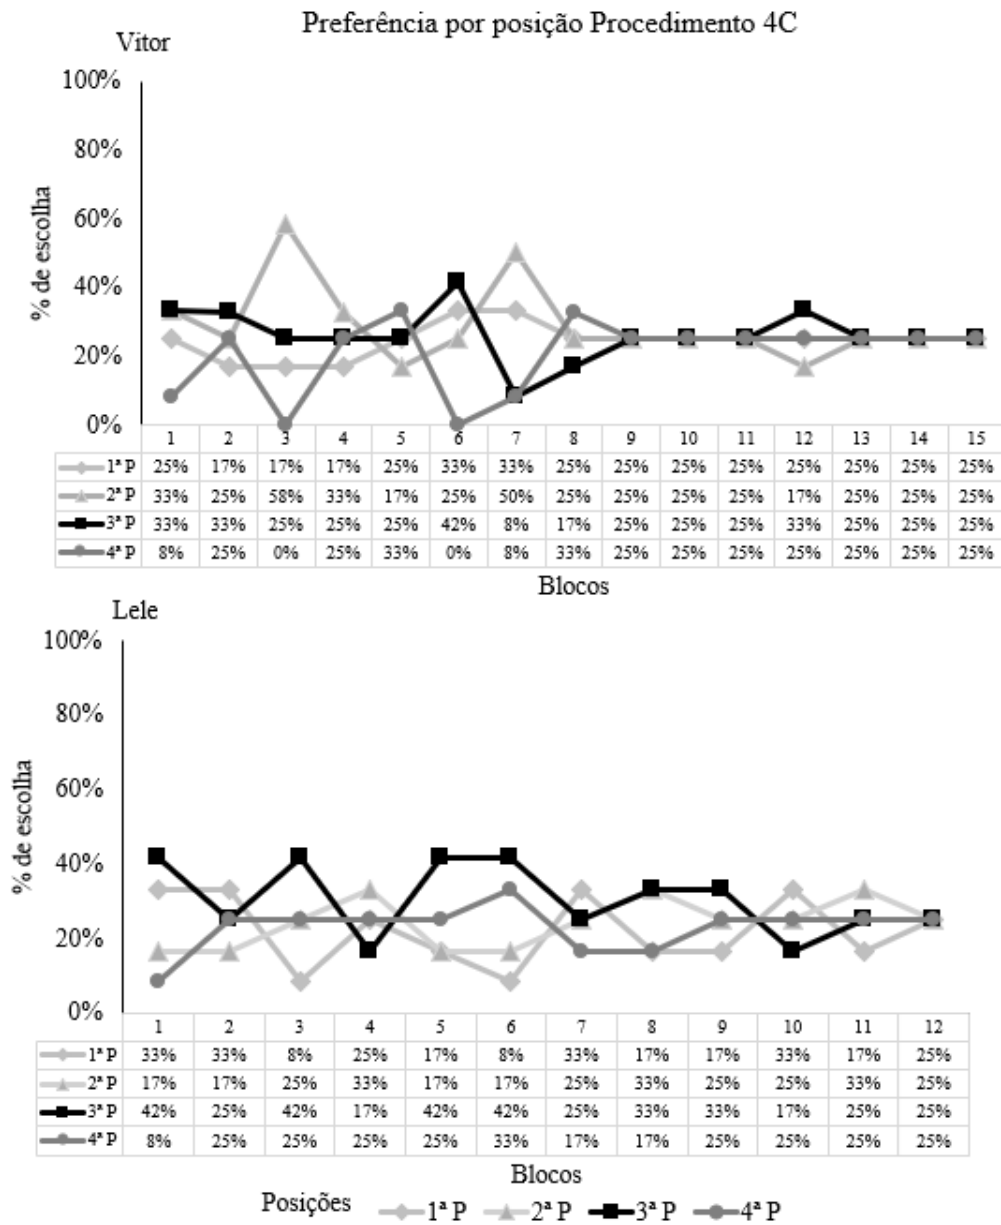 Preferência por posição Procedimento 4C
Vitor
100%
80%
60%
40%
20%
0%
% de escolha
1 2 3 4 5 6 7 8 9 10 11 12 13 14 15
1ª P 25% 17% 17% 17% 25% 33% 33% 25% 25% 25% 25% 25% 25% 25% 25%
2ª P 33% 25% 58% 33% 17% 25% 50% 25% 25% 25% 25% 17% 25% 25% 25%
3ª P 33% 33% 25% 25% 25% 42% 8% 17% 25% 25% 25% 33% 25% 25% 25%
4ª P 8% 25% 0% 25% 33% 0% 8% 33% 25% 25% 25% 25% 25% 25% 25%
Blocos
Lele
100%
80%
60%
40%
20%
0%
% de escolha
1 2 3 4 5 6 7 8 9 10 11 12
1ª P 33% 33% 8% 25% 17% 8% 33% 17% 17% 33% 17% 25%
2ª P 17% 17% 25% 33% 17% 17% 25% 33% 25% 25% 33% 25%
3ª P 42% 25% 42% 17% 42% 42% 25% 33% 33% 17% 25% 25%
4ª P 8% 25% 25% 25% 25% 33% 17% 17% 25% 25% 25% 25%
Blocos
Posições 1ª P 2ª P 3ª P 4ª P